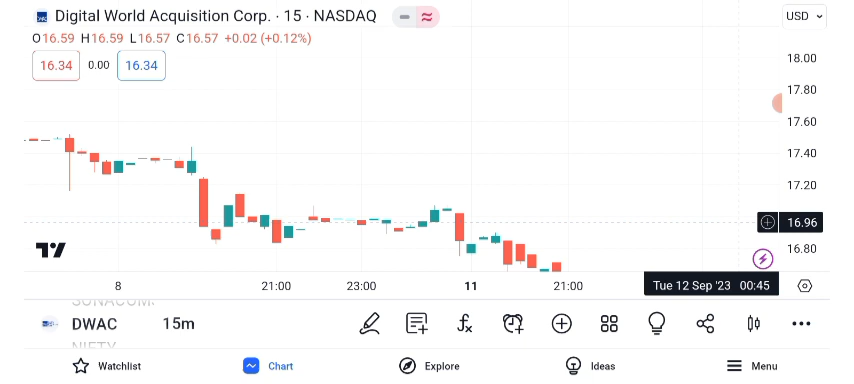 Digital World Acquisition Corp. · 15 · NASDAQ
USD
O16.59 H16.59 L16.57 C16.57 +0.02 (+0.12%)
16.34 0.00 16.34
18.00
17.80
17.60
17.40
17.20
16.96
16.80
8 21:00 23:00 11 21:00 Tue 12 Sep '23 00:45
DWAC 15m
NIFTY
Watchlist Chart Explore Ideas Menu